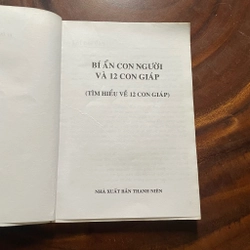 BÍ ẨN CON NGƯỜI
VÀ 12 CON GIÁP
(TÌM HIỂU VỀ 12 CON GIÁP)
NHÀ XUẤT BẢN THANH NIÊN